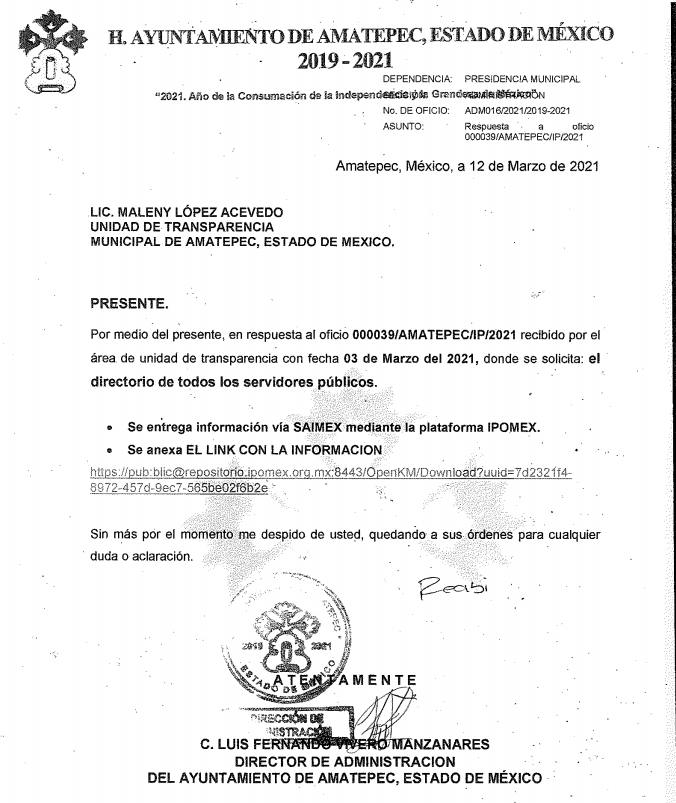 H. AYUNTAMIENTO DE AMATEPEC, ESTADO DE MÉXICO
2019 - 2021
DEPENDENCIA: PRESIDENCIA MUNICIPAL
"2021. Año de la Consumación de la Independencia y la Grandeza de México"
ADMINISTRACIÓN
No. DE OFICIO: ADM016/2021/2019-2021
ASUNTO: Respuesta a oficio
000039/AMATEPEC/IP/2021
Amatepec, México, a 12 de Marzo de 2021
LIC. MALENY LÓPEZ ACEVEDO
UNIDAD DE TRANSPARENCIA
MUNICIPAL DE AMATEPEC, ESTADO DE MEXICO.
PRESENTE.
Por medio del presente, en respuesta al oficio 000039/AMATEPEC/IP/2021 recibido por el
área de unidad de transparencia con fecha 03 de Marzo del 2021, donde se solicita: el
directorio de todos los servidores públicos.
• Se entrega información vía SAIMEX mediante la plataforma IPOMEX.
• Se anexa EL LINK CON LA INFORMACION
https://pub:blic@repositorio.ipomex.org.mx:8443/OpenKM/Download?uuid=7d2321f4-
8972-457d-9ec7-565be02f6b2e
Sin más por el momento me despido de usted, quedando a sus órdenes para cualquier
duda o aclaración.
Recibi
ATEPEC
2019 2021
ESTADO DE MÉXICO
ATENTAMENTE
DIRECCIÓN DE
NISTRACIÓN
C. LUIS FERNANDO VIVERO MANZANARES
DIRECTOR DE ADMINISTRACION
DEL AYUNTAMIENTO DE AMATEPEC, ESTADO DE MÉXICO